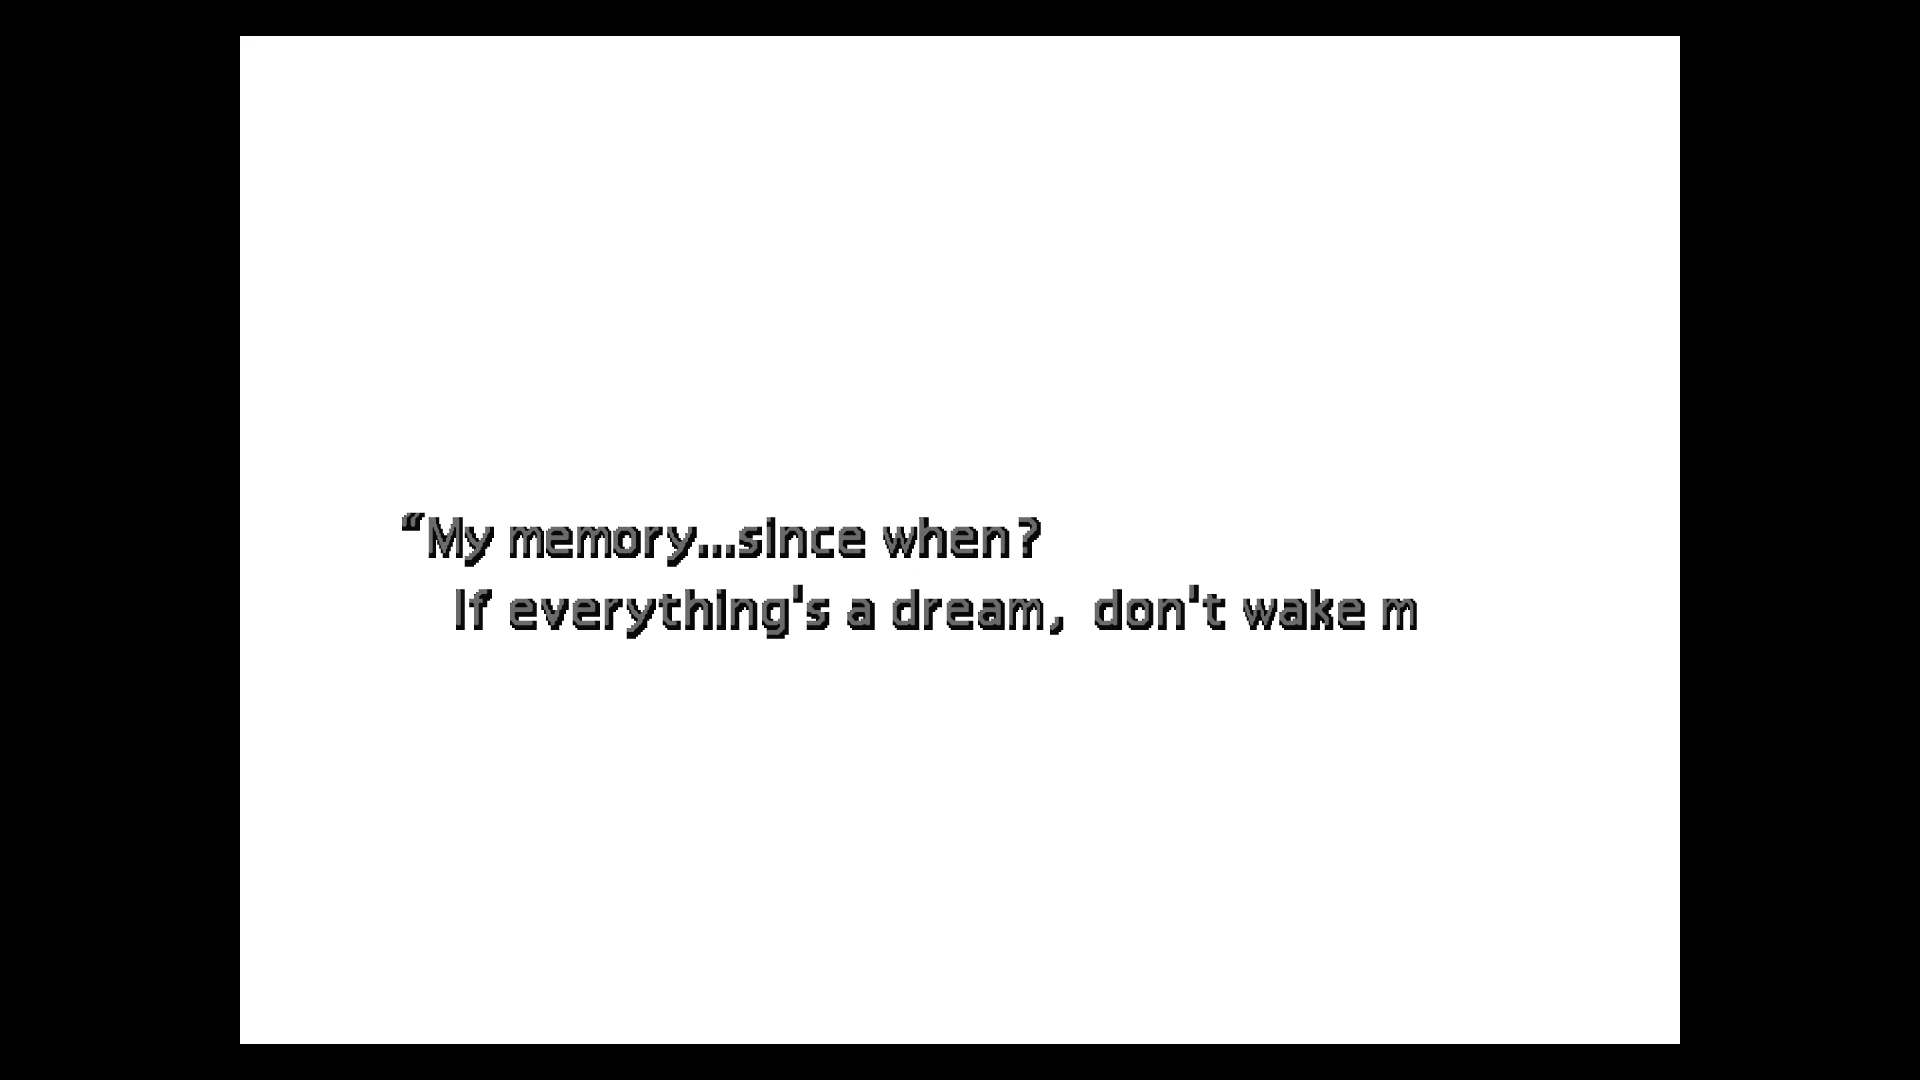 “My memory...since when?
If everything's a dream, don't wake m